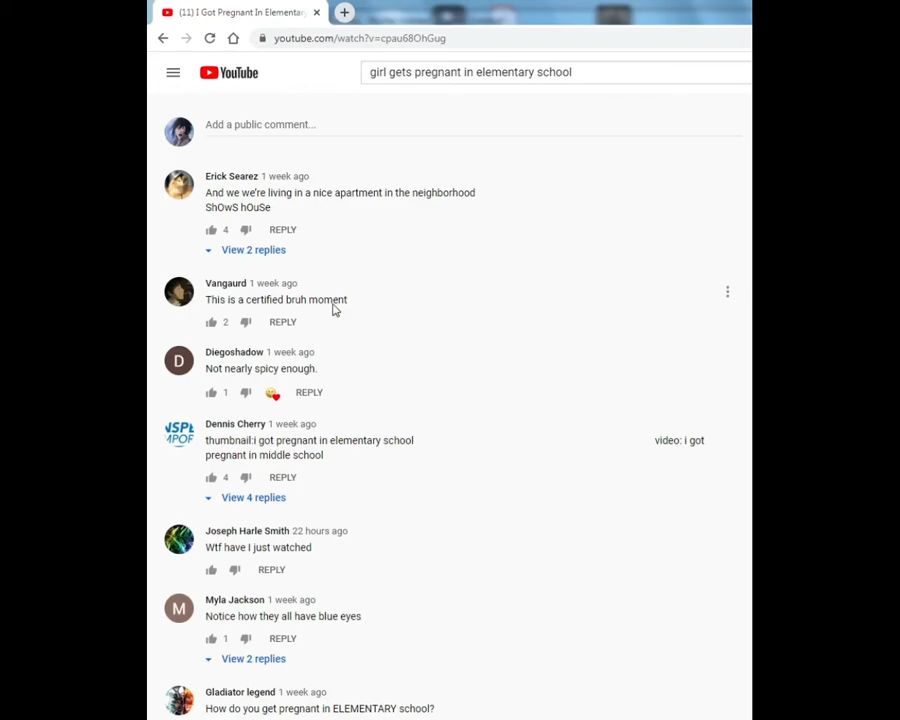 (11) I Got Pregnant In Elementary
youtube.com/watch?v=cpau68OhGug
YouTube
girl gets pregnant in elementary school
Add a public comment...
Erick Searez 1 week ago
And we we're living in a nice apartment in the neighborhood
ShOwS hOuSe
4 REPLY
View 2 replies
Vangaurd 1 week ago
This is a certified bruh moment
2 REPLY
D
Diegoshadow 1 week ago
Not nearly spicy enough.
1 REPLY
NSPE
MPOF
Dennis Cherry 1 week ago
thumbnail:i got pregnant in elementary school video: i got
pregnant in middle school
4 REPLY
View 4 replies
Joseph Harle Smith 22 hours ago
Wtf have I just watched
REPLY
M
Myla Jackson 1 week ago
Notice how they all have blue eyes
1 REPLY
View 2 replies
Gladiator legend 1 week ago
How do you get pregnant in ELEMENTARY school?